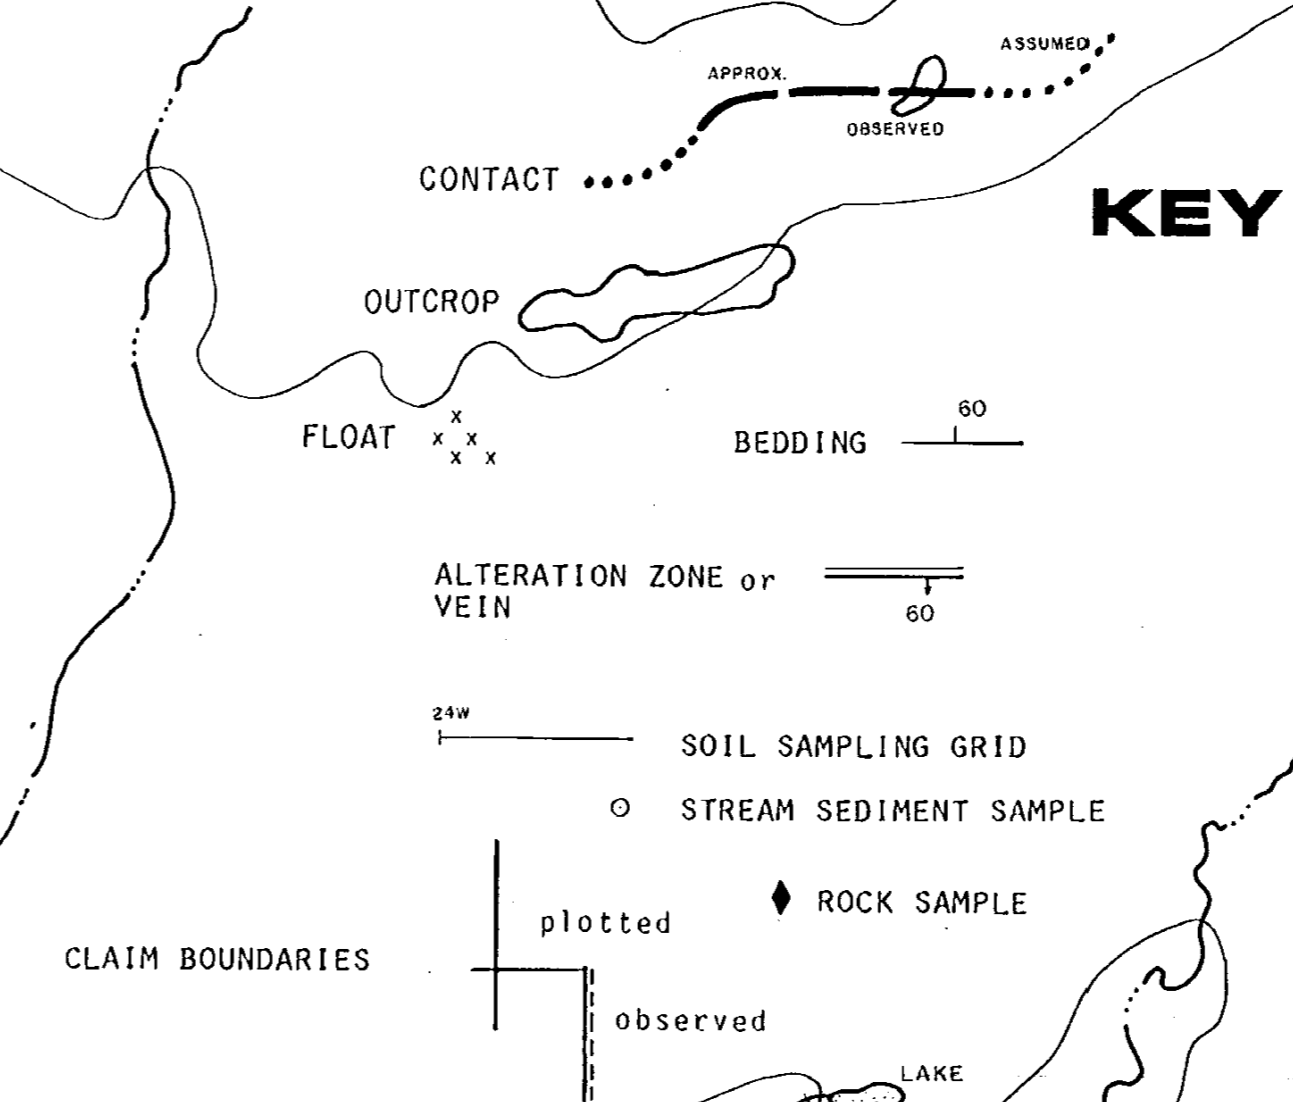 ASSUMED
APPROX.
OBSERVED
CONTACT
KEY
OUTCROP
60
FLOAT
x
x x
x x
BEDDING
ALTERATION ZONE or
VEIN
60
24W
SOIL SAMPLING GRID
STREAM SEDIMENT SAMPLE
ROCK SAMPLE
plotted
CLAIM BOUNDARIES
observed
LAKE